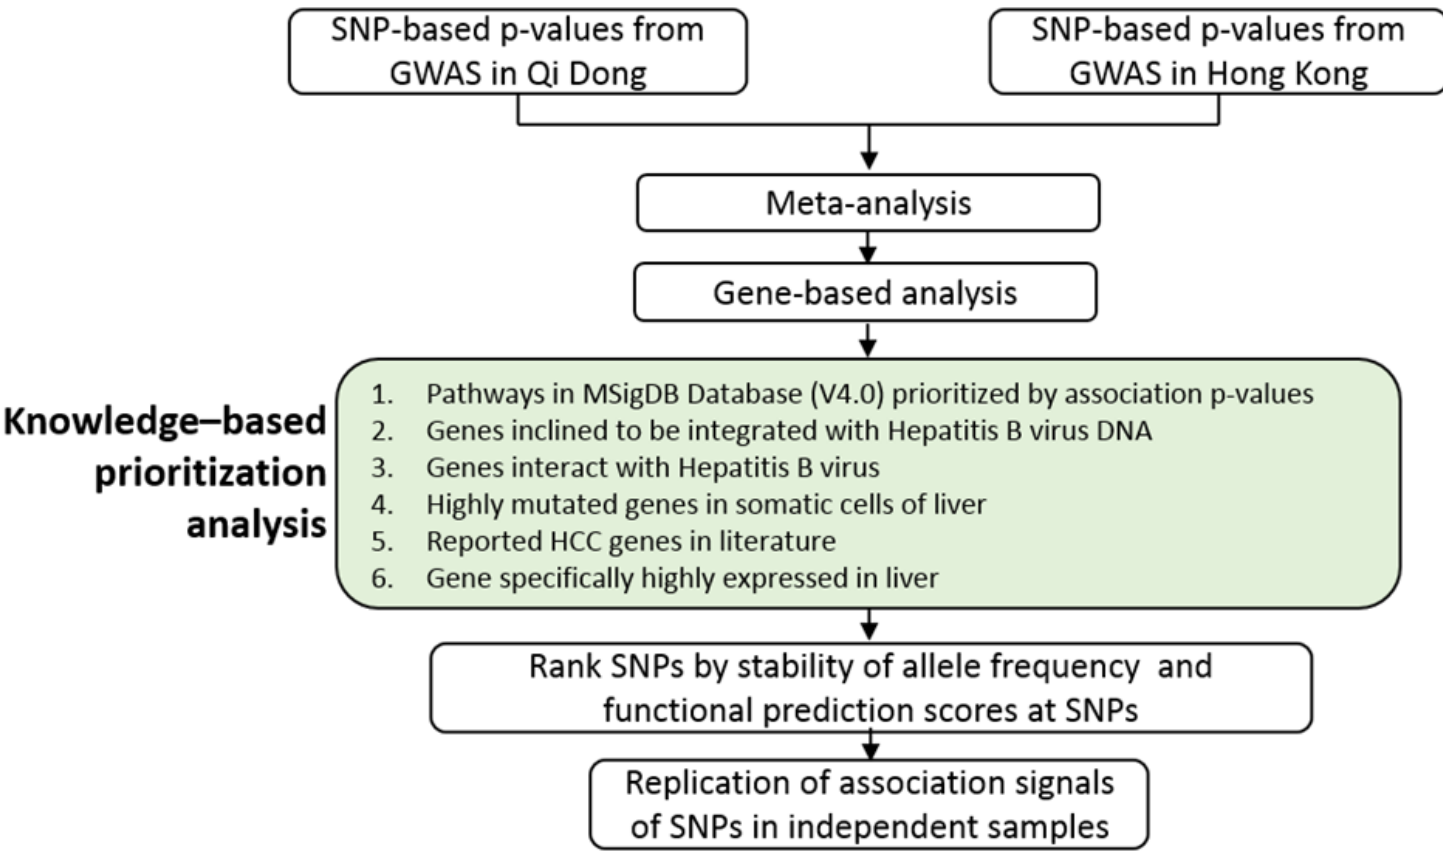 SNP-based p-values from
GWAS in Qi Dong
SNP-based p-values from
GWAS in Hong Kong
Meta-analysis
Gene-based analysis
Knowledge–based
prioritization
analysis
1. Pathways in MSigDB Database (V4.0) prioritized by association p-values
2. Genes inclined to be integrated with Hepatitis B virus DNA
3. Genes interact with Hepatitis B virus
4. Highly mutated genes in somatic cells of liver
5. Reported HCC genes in literature
6. Gene specifically highly expressed in liver
Rank SNPs by stability of allele frequency and
functional prediction scores at SNPs
Replication of association signals
of SNPs in independent samples